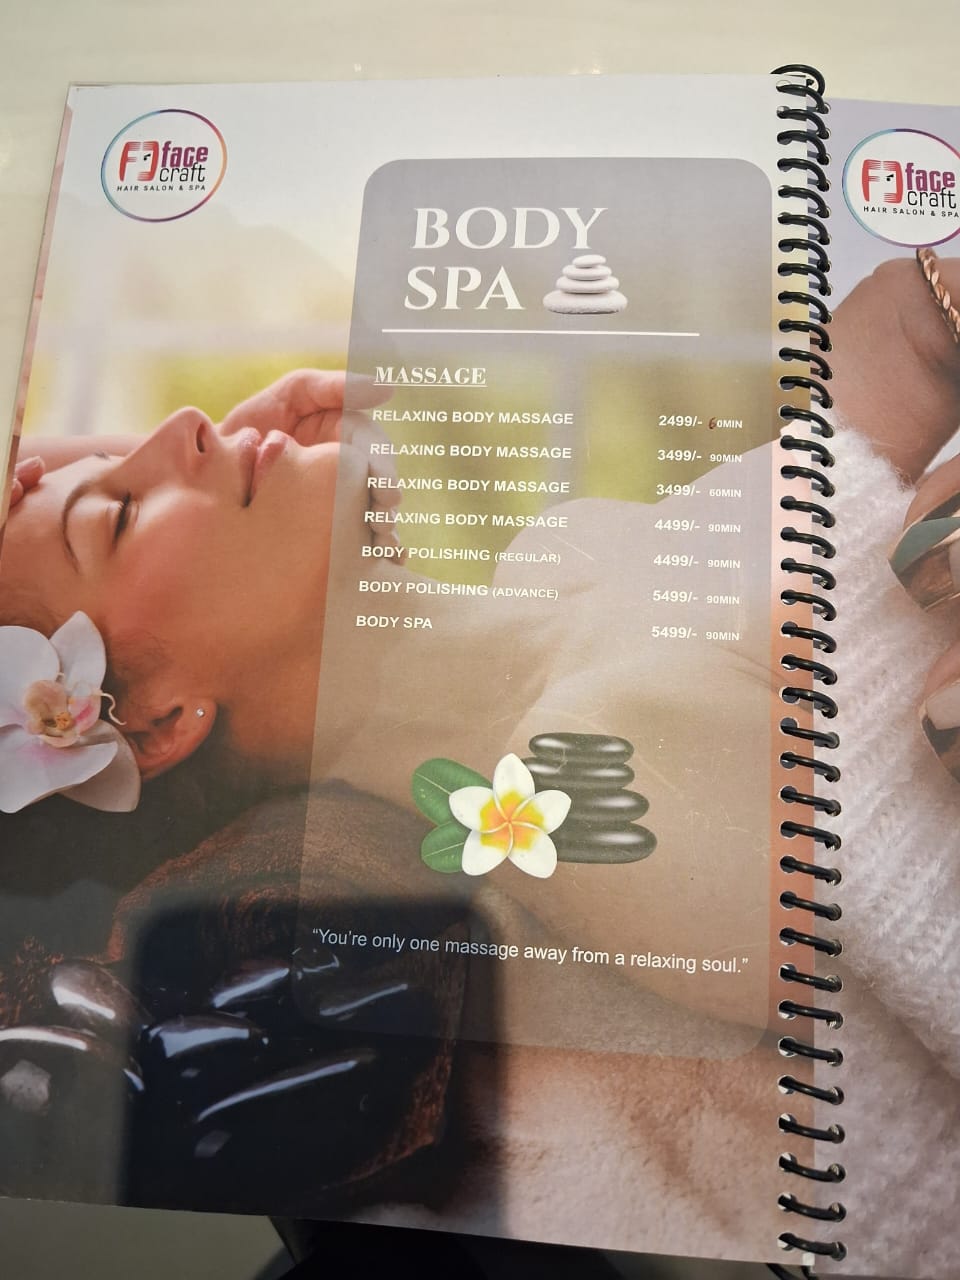 face
craft
HAIR SALON & SPA
face
craft
HAIR SALON & SPA
BODY
SPA
MASSAGE
RELAXING BODY MASSAGE 2499/- 60MIN
RELAXING BODY MASSAGE 3499/- 90MIN
RELAXING BODY MASSAGE 3499/- 60MIN
RELAXING BODY MASSAGE 4499/- 90MIN
BODY POLISHING (REGULAR) 4499/- 90MIN
BODY POLISHING (ADVANCE) 5499/- 90MIN
BODY SPA 5499/- 90MIN
“You’re only one massage away from a relaxing soul.”